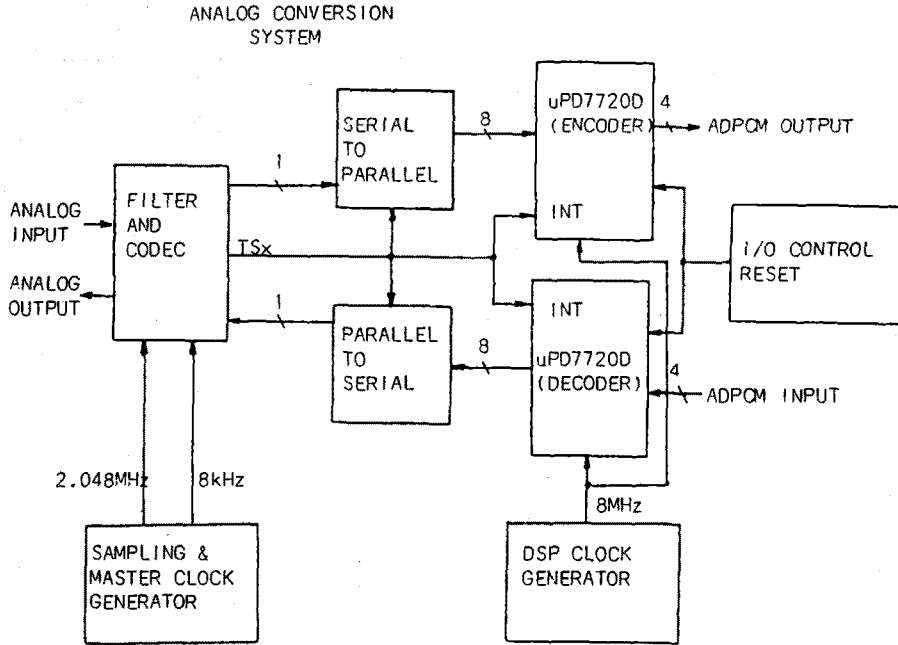 ANALOG CONVERSION
SYSTEM
uPD7720D
(ENCODER)
4
ADPCM OUTPUT
8
SERIAL
TO
PARALLEL
1
FILTER
AND
CODEC
ANALOG
INPUT
ANALOG
OUTPUT
TSx
INT
I/O CONTROL
RESET
1
PARALLEL
TO
SERIAL
8
INT
uPD7720D
(DECODER)
4
ADPCM INPUT
2.048MHz
8kHz
8MHz
SAMPLING &
MASTER CLOCK
GENERATOR
DSP CLOCK
GENERATOR